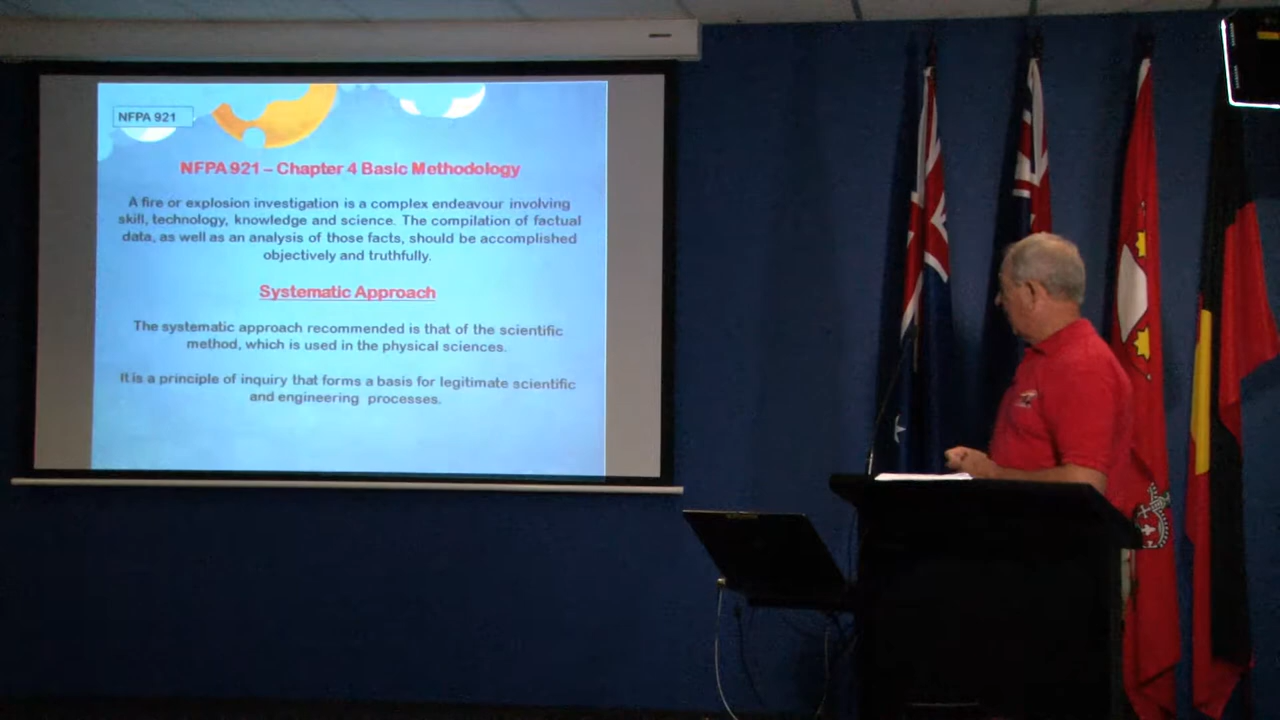 NFPA 921
NFPA 921 – Chapter 4 Basic Methodology
A fire or explosion investigation is a complex endeavour involving
skill, technology, knowledge and science. The compilation of factual
data, as well as an analysis of those facts, should be accomplished
objectively and truthfully.
Systematic Approach
The systematic approach recommended is that of the scientific
method, which is used in the physical sciences.
It is a principle of inquiry that forms a basis for legitimate scientific
and engineering processes.